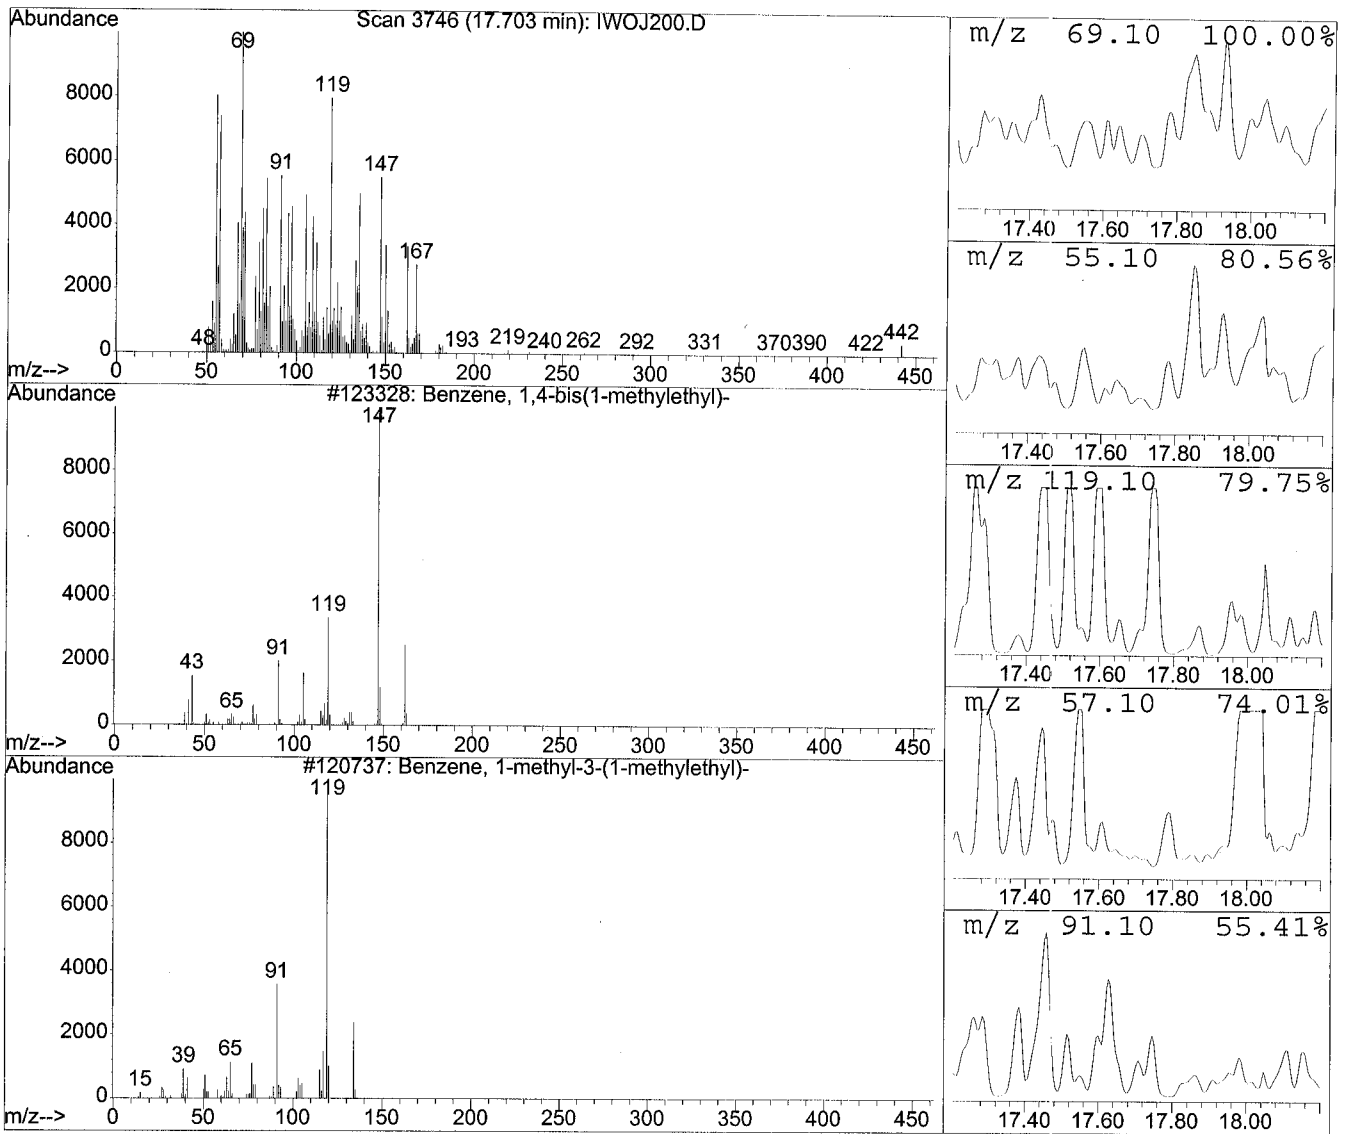 Abundance
Scan 3746 (17.703 min): IWOJ200.D
69
119
8000
6000
91
147
4000
167
2000
48
193 219 240 262 292 331 370 390 422 442
0
m/z--> 0 50 100 150 200 250 300 350 400 450
Abundance
#123328: Benzene, 1,4-bis(1-methylethyl)-
147
8000
6000
4000
119
2000
43
91
65
0
m/z--> 0 50 100 150 200 250 300 350 400 450
Abundance
#120737: Benzene, 1-methyl-3-(1-methylethyl)-
119
8000
6000
4000
91
2000
15
39
65
0
m/z--> 0 50 100 150 200 250 300 350 400 450
m/z 69.10 100.00%
17.40 17.60 17.80 18.00
m/z 55.10 80.56%
17.40 17.60 17.80 18.00
m/z 119.10 79.75%
17.40 17.60 17.80 18.00
m/z 57.10 74.01%
17.40 17.60 17.80 18.00
m/z 91.10 55.41%
17.40 17.60 17.80 18.00